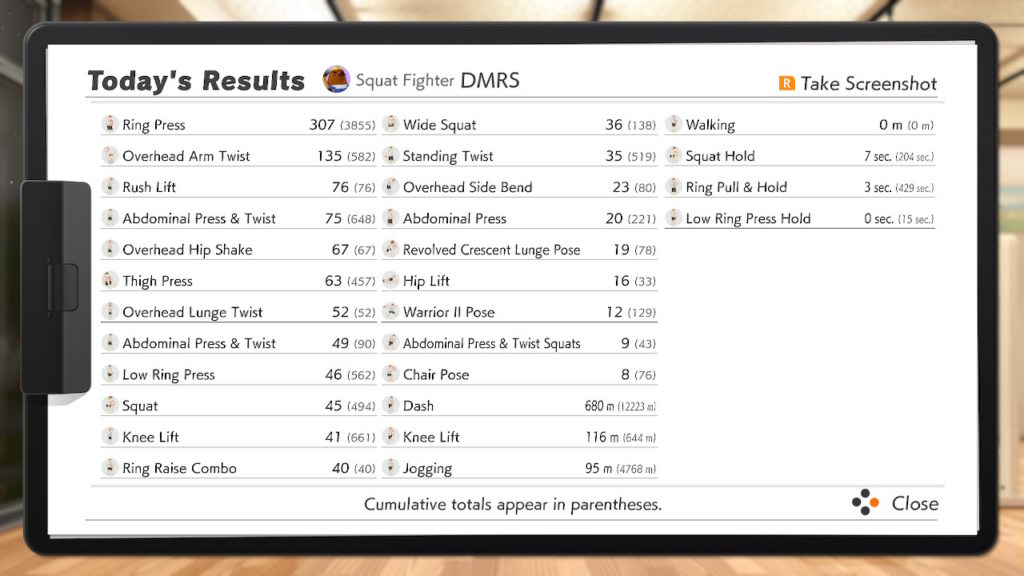 Today's Results Squat Fighter DMRS R Take Screenshot
Ring Press 307 (3855)
Overhead Arm Twist 135 (582)
Rush Lift 76 (76)
Abdominal Press & Twist 75 (648)
Overhead Hip Shake 67 (67)
Thigh Press 63 (457)
Overhead Lunge Twist 52 (52)
Abdominal Press & Twist 49 (90)
Low Ring Press 46 (562)
Squat 45 (494)
Knee Lift 41 (661)
Ring Raise Combo 40 (40)
Wide Squat 36 (138)
Standing Twist 35 (519)
Overhead Side Bend 23 (80)
Abdominal Press 20 (221)
Revolved Crescent Lunge Pose 19 (78)
Hip Lift 16 (33)
Warrior II Pose 12 (129)
Abdominal Press & Twist Squats 9 (43)
Chair Pose 8 (76)
Dash 680 m (12223 m)
Knee Lift 116 m (644 m)
Jogging 95 m (4768 m)
Walking 0 m (0 m)
Squat Hold 7 sec. (204 sec.)
Ring Pull & Hold 3 sec. (429 sec.)
Low Ring Press Hold 0 sec. (15 sec.)
Cumulative totals appear in parentheses.
Close